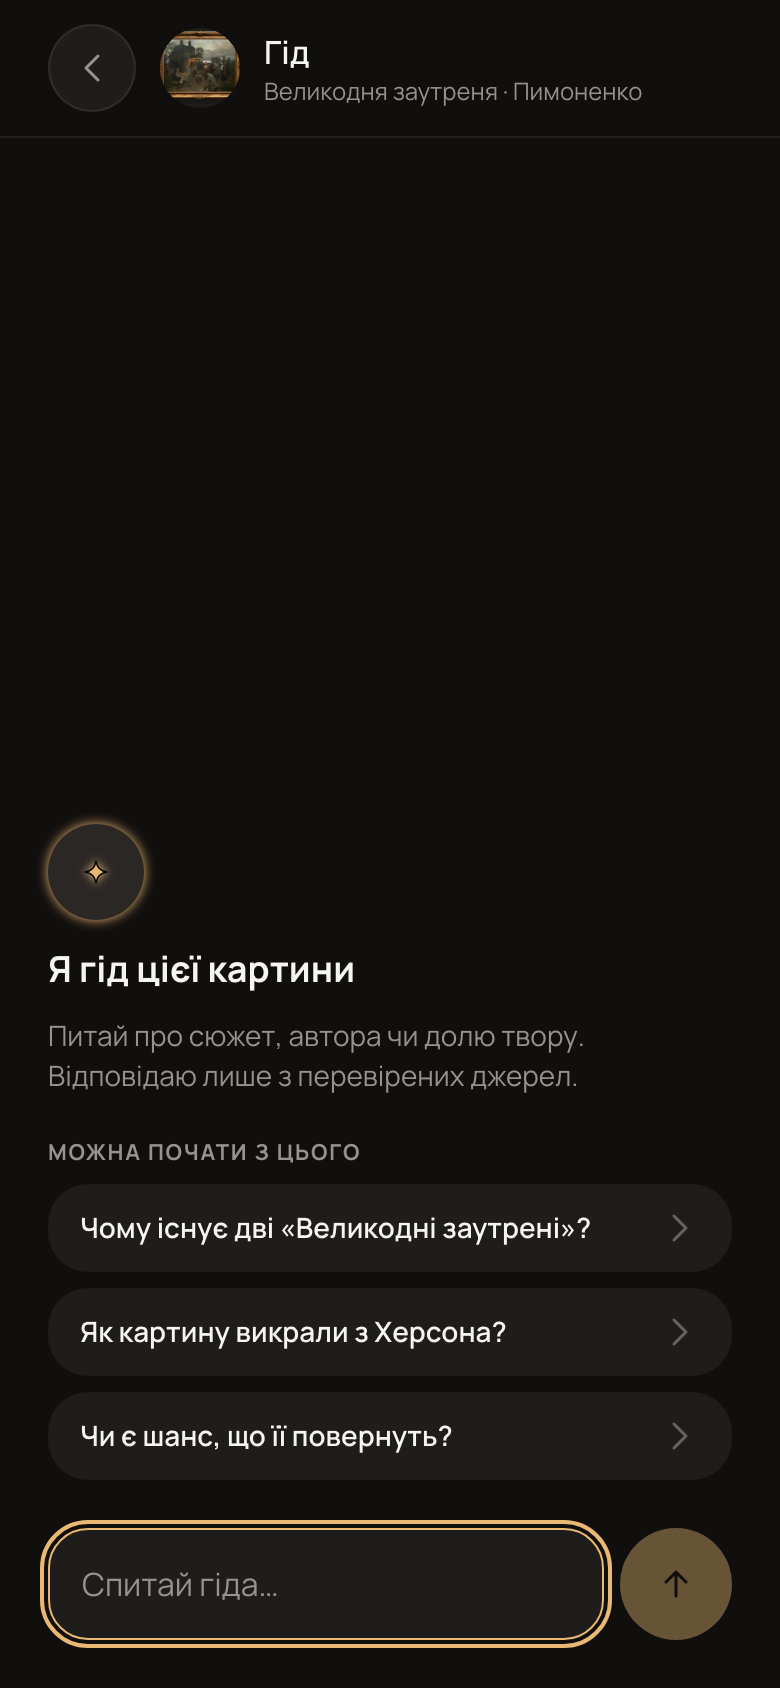 Гід
Великодня заутреня · Пимоненко
Я гід цієї картини
Питай про сюжет, автора чи долю твору.
Відповідаю лише з перевірених джерел.
МОЖНА ПОЧАТИ З ЦЬОГО
Чому існує дві «Великодні заутрені»?
Як картину викрали з Херсона?
Чи є шанс, що її повернуть?
Спитай гіда…